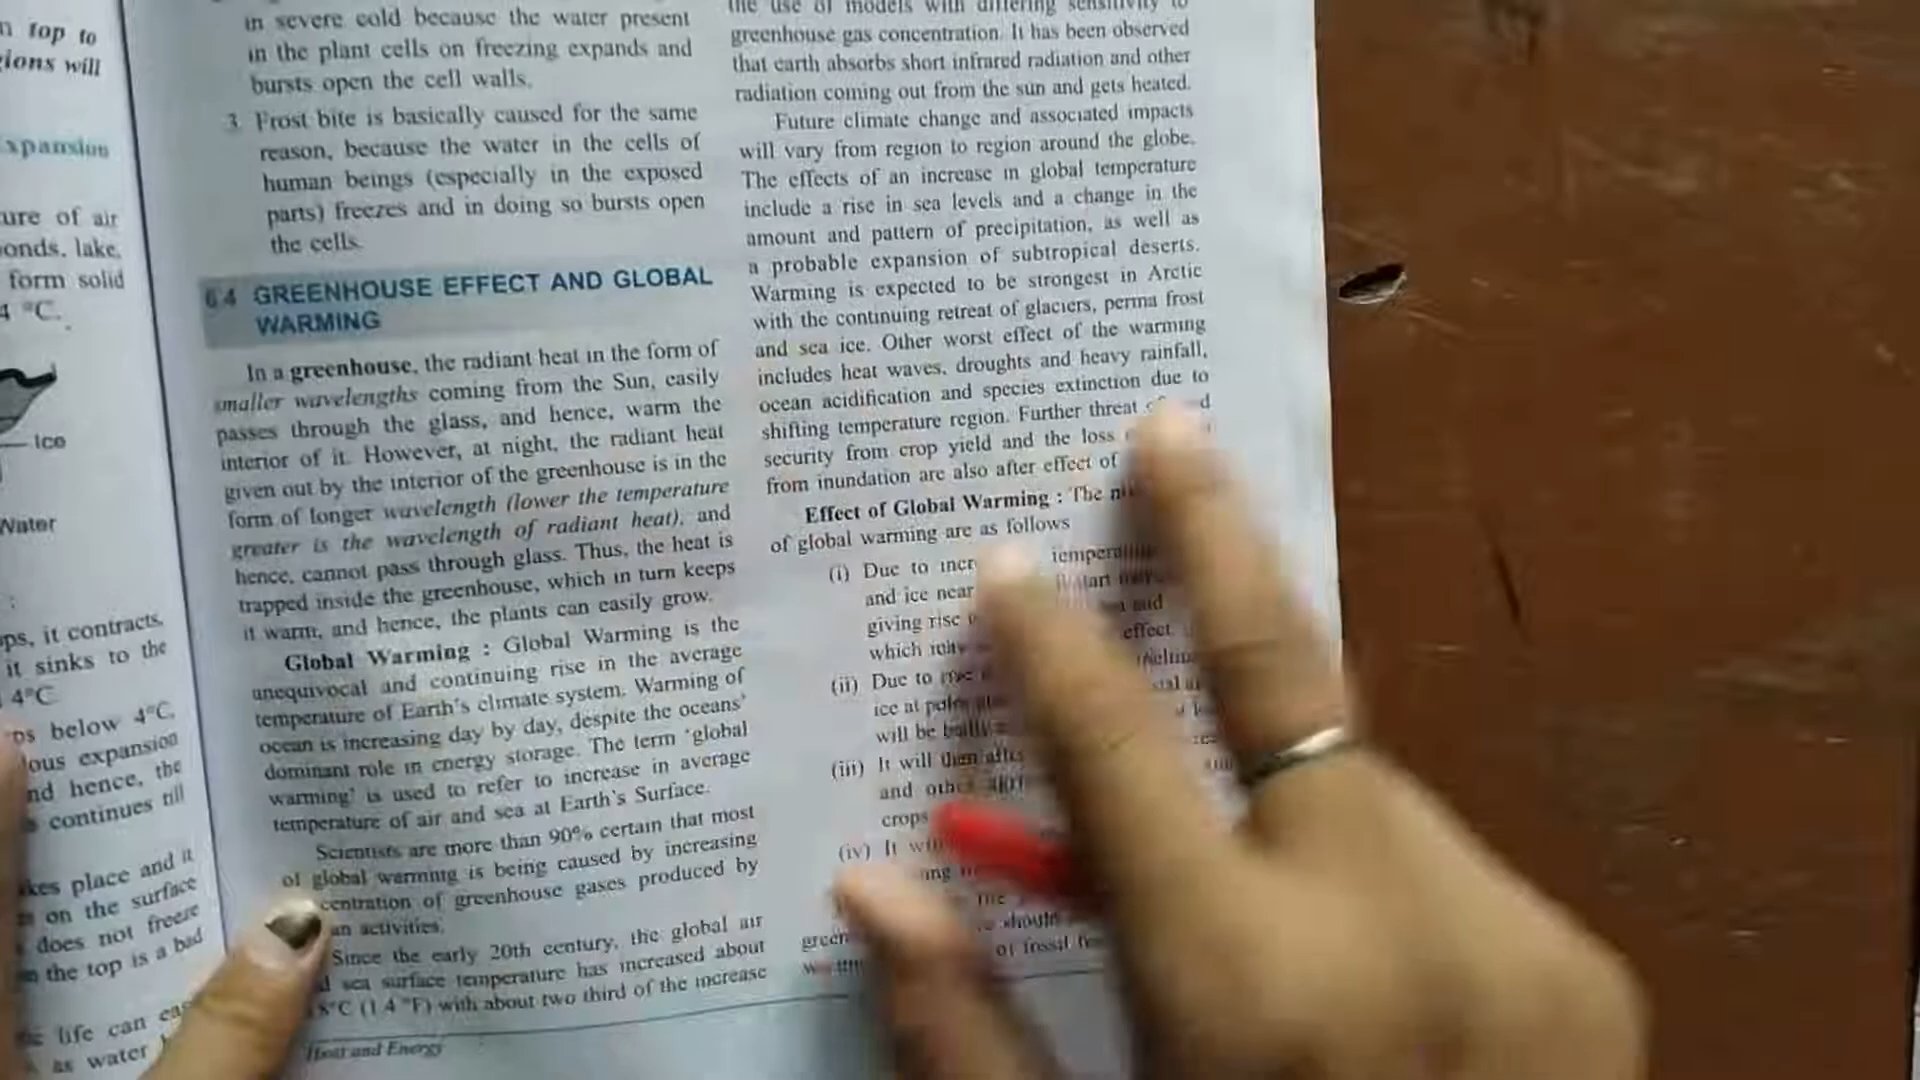 n top to
gions will
xpansion
ure of air
onds, lake,
form solid
4 °C.
Ice
Water
ps, it contracts,
it sinks to the
4°C
ps below 4°C,
lous expansion
nd hence, the
continues till
kes place and it
on the surface
does not freeze
the top is a bad
life can
as water
in severe cold because the water present
in the plant cells on freezing expands and
bursts open the cell walls.
3. Frost bite is basically caused for the same
reason, because the water in the cells of
human beings (especially in the exposed
parts) freezes and in doing so bursts open
the cells.
6.4 GREENHOUSE EFFECT AND GLOBAL
WARMING
In a greenhouse, the radiant heat in the form of
smaller wavelengths coming from the Sun, easily
passes through the glass, and hence, warm the
interior of it. However, at night, the radiant heat
given out by the interior of the greenhouse is in the
form of longer wavelength (lower the temperature
greater is the wavelength of radiant heat), and
hence, cannot pass through glass. Thus, the heat is
trapped inside the greenhouse, which in turn keeps
it warm, and hence, the plants can easily grow.
Global Warming : Global Warming is the
unequivocal and continuing rise in the average
temperature of Earth's climate system. Warming of
ocean is increasing day by day, despite the oceans'
dominant role in energy storage. The term 'global
warming' is used to refer to increase in average
temperature of air and sea at Earth's Surface.
Scientists are more than 90% certain that most
of global warming is being caused by increasing
centration of greenhouse gases produced by
an activities.
Since the early 20th century, the global air
sea surface temperature has increased about
8°C (1.4 °F) with about two third of the increase
Heat and Energy
the use of models with differing sensitivity to
greenhouse gas concentration. It has been observed
that earth absorbs short infrared radiation and other
radiation coming out from the sun and gets heated.
Future climate change and associated impacts
will vary from region to region around the globe.
The effects of an increase in global temperature
include a rise in sea levels and a change in the
amount and pattern of precipitation, as well as
a probable expansion of subtropical deserts.
Warming is expected to be strongest in Arctic
with the continuing retreat of glaciers, perma frost
and sea ice. Other worst effect of the warming
includes heat waves, droughts and heavy rainfall,
ocean acidification and species extinction due to
shifting temperature region. Further threat
security from crop yield and the loss
from inundation are also after effect of
Effect of Global Warming : The
of global warming are as follows
(i) Due to incr
and ice near
giving rise
which
effect
(ii) Due to
ice at
will be
(iii) It will then
and other
crops
(iv) It will
should
green
of fossil